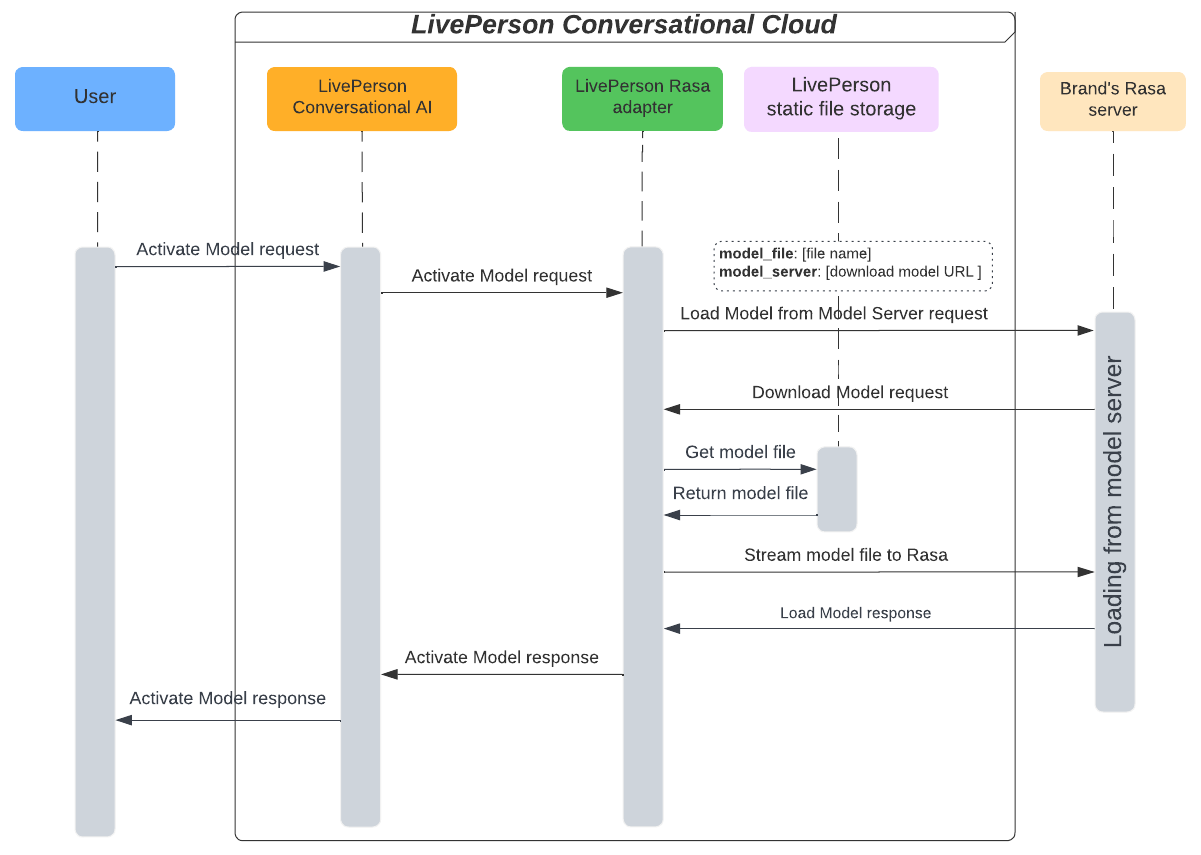 LivePerson Conversational Cloud
User
LivePerson
Conversational AI
LivePerson Rasa
adapter
LivePerson
static file storage
Brand's Rasa
server
Activate Model request
Activate Model request
model_file: [file name]
model_server: [download model URL ]
Load Model from Model Server request
Download Model request
Get model file
Return model file
Stream model file to Rasa
Load Model response
Loading from model server
Activate Model response
Activate Model response